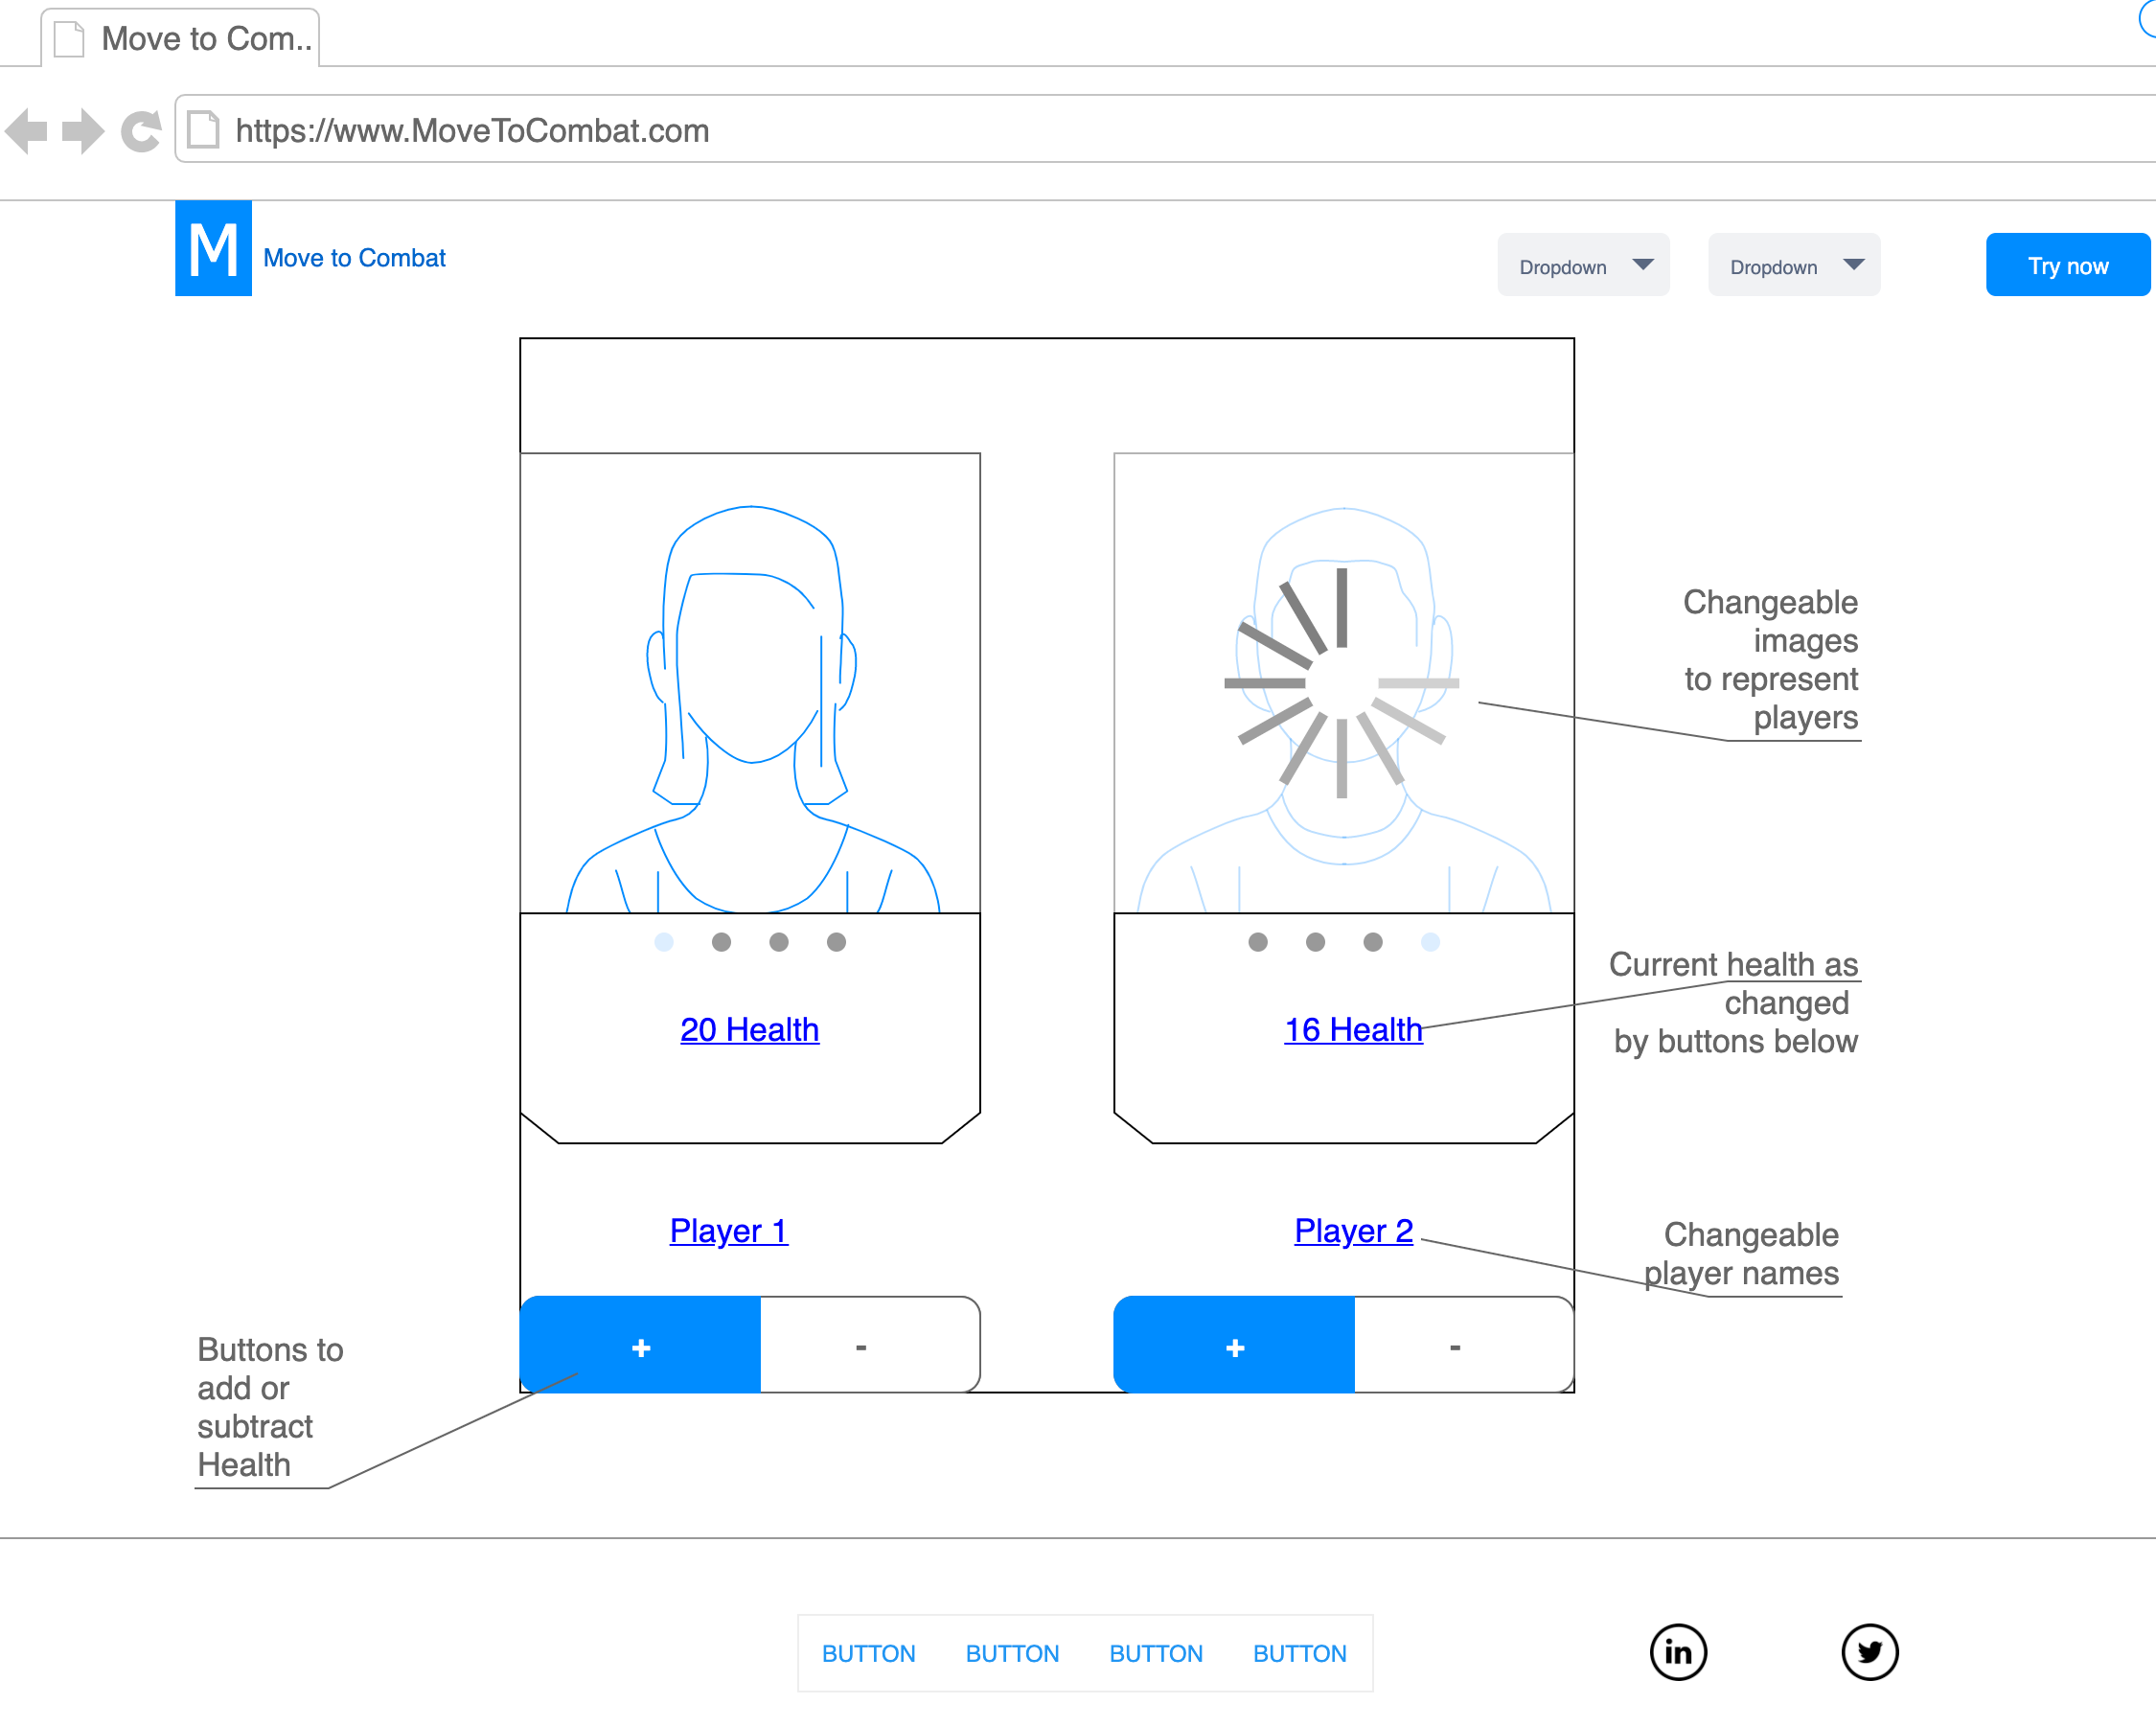 Move to Com..
https://www.MoveToCombat.com
M
Move to Combat
Dropdown
Dropdown
Try now
Changeable
images
to represent
players
20 Health
16 Health
Current health as
changed
by buttons below
Player 1
Player 2
Changeable
player names
+
-
+
-
Buttons to
add or
subtract
Health
BUTTON
BUTTON
BUTTON
BUTTON
in